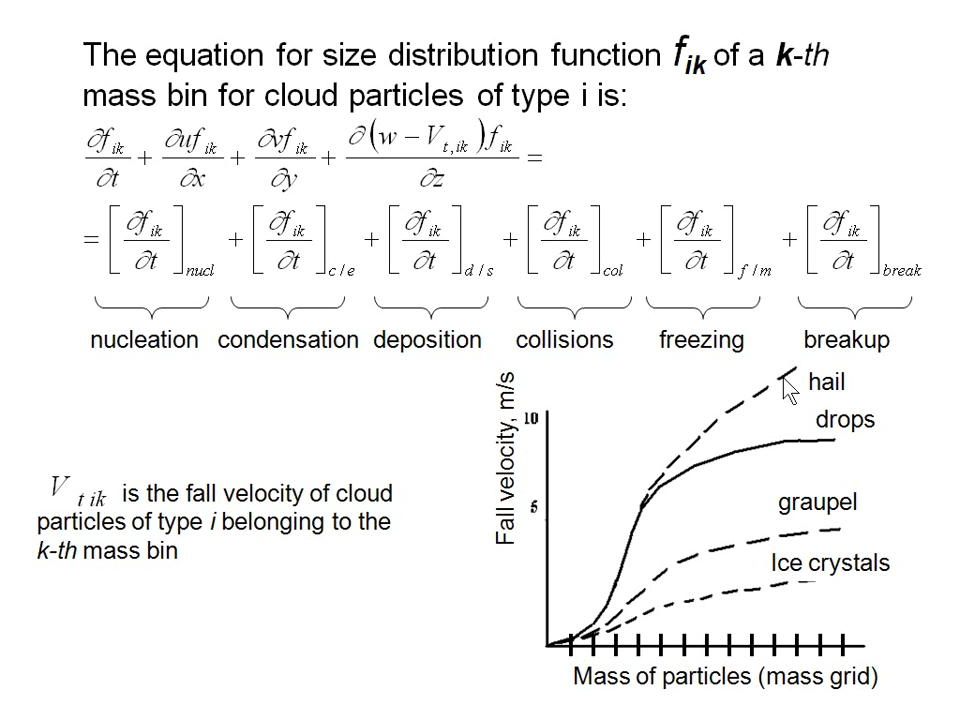 The equation for size distribution function f_ik of a k-th
mass bin for cloud particles of type i is:
∂f_ik/∂t + ∂uf_ik/∂x + ∂vf_ik/∂y + ∂(w − V_t,ik)f_ik/∂z =
= [∂f_ik/∂t]_nucl + [∂f_ik/∂t]_c/e + [∂f_ik/∂t]_d/s + [∂f_ik/∂t]_col + [∂f_ik/∂t]_f/m + [∂f_ik/∂t]_break
nucleation condensation deposition collisions freezing breakup
V_t ik is the fall velocity of cloud
particles of type i belonging to the
k-th mass bin
Fall velocity, m/s
10
5
hail
drops
graupel
Ice crystals
Mass of particles (mass grid)